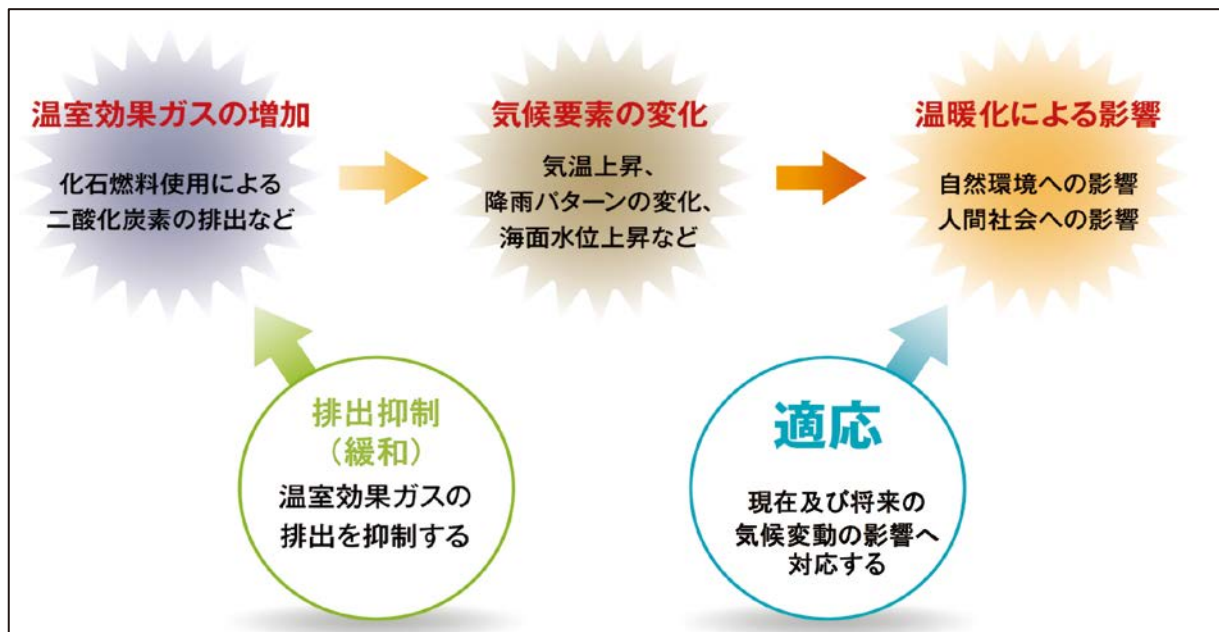 温室効果ガスの増加
化石燃料使用による
二酸化炭素の排出など
気候要素の変化
気温上昇、
降雨パターンの変化、
海面水位上昇など
温暖化による影響
自然環境への影響
人間社会への影響
排出抑制
（緩和）
温室効果ガスの
排出を抑制する
適応
現在及び将来の
気候変動の影響へ
対応する